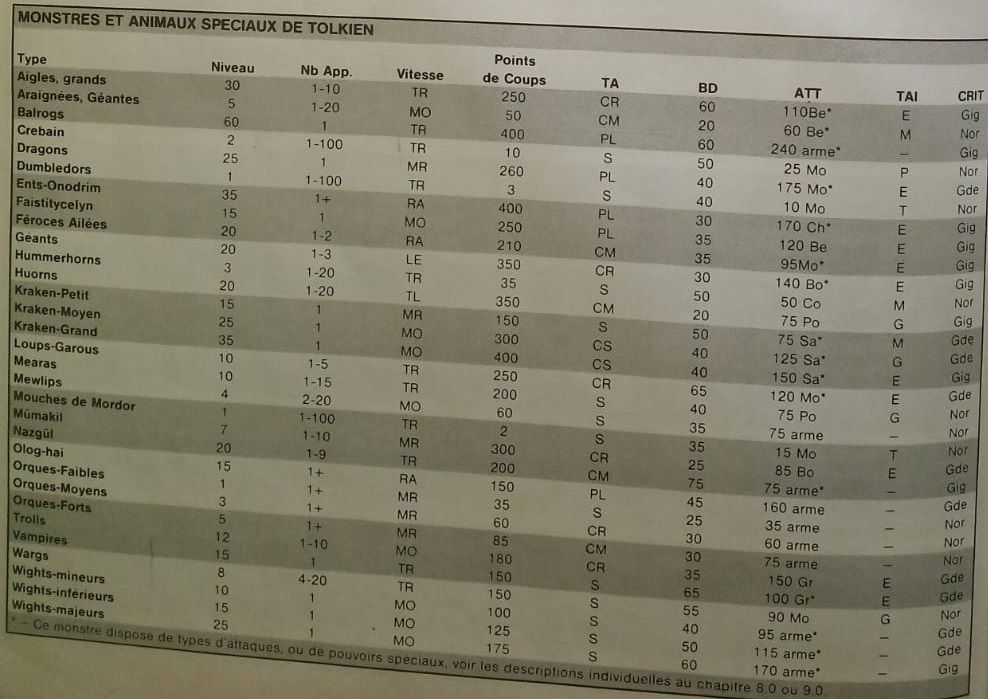 MONSTRES ET ANIMAUX SPECIAUX DE TOLKIEN
Points
Type Niveau Nb App. Vitesse de Coups TA BD ATT TAI CRIT
Aigles, grands 30 1-10 TR 250 CR 60 110Be* E Gig
Araignées, Géantes 5 1-20 MO 50 CM 20 60 Be* M Nor
Balrogs 60 1 TR 400 PL 60 240 arme* – Gig
Crebain 2 1-100 TR 10 S 50 25 Mo P Nor
Dragons 25 1 MR 260 PL 40 175 Mo* E Gde
Dumbledors 1 1-100 TR 3 S 40 10 Mo T Nor
Ents-Onodrim 35 1+ RA 400 PL 30 170 Ch* E Gig
Faistitycelyn 15 1 MO 250 PL 35 120 Be E Gig
Féroces Ailées 20 1-2 RA 210 CM 35 95Mo* E Gig
Géants 20 1-3 LE 350 CR 30 140 Bo* E Gig
Hummerhorns 3 1-20 TR 35 S 50 50 Co M Nor
Huorns 20 1-20 TL 350 CM 20 75 Po G Gig
Kraken-Petit 15 1 MR 150 S 50 75 Sa* M Gde
Kraken-Moyen 25 1 MO 300 CS 40 125 Sa* G Gde
Kraken-Grand 35 1 MO 400 CS 40 150 Sa* E Gig
Loups-Garous 10 1-5 TR 250 CR 65 120 Mo* E Gde
Mearas 10 1-15 TR 200 S 40 75 Po G Nor
Mewlips 4 2-20 MO 60 S 35 75 arme – Nor
Mouches de Mordor 1 1-100 TR 2 S 35 15 Mo T Nor
Mûmakil 7 1-10 MR 300 CR 25 85 Bo E Gde
Nazgûl 20 1-9 TR 200 CM 75 75 arme* – Gig
Olog-hai 15 1+ RA 150 PL 45 160 arme – Gde
Orques-Faibles 1 1+ MR 35 S 25 35 arme – Nor
Orques-Moyens 3 1+ MR 60 CR 30 60 arme – Nor
Orques-Forts 5 1+ MR 85 CM 30 75 arme – Nor
Trolls 12 1-10 MO 180 CR 35 150 Gr E Gde
Vampires 15 1 TR 150 S 65 100 Gr* E Gde
Wargs 8 4-20 TR 150 S 55 90 Mo G Nor
Wights-mineurs 10 1 MO 100 S 40 95 arme* – Gde
Wights-inférieurs 15 1 MO 125 S 50 115 arme* – Gde
Wights-majeurs 25 1 MO 175 S 60 170 arme* – Gig
* – Ce monstre dispose de types d'attaques, ou de pouvoirs speciaux, voir les descriptions individuelles au chapitre 8.0 ou 9.0.